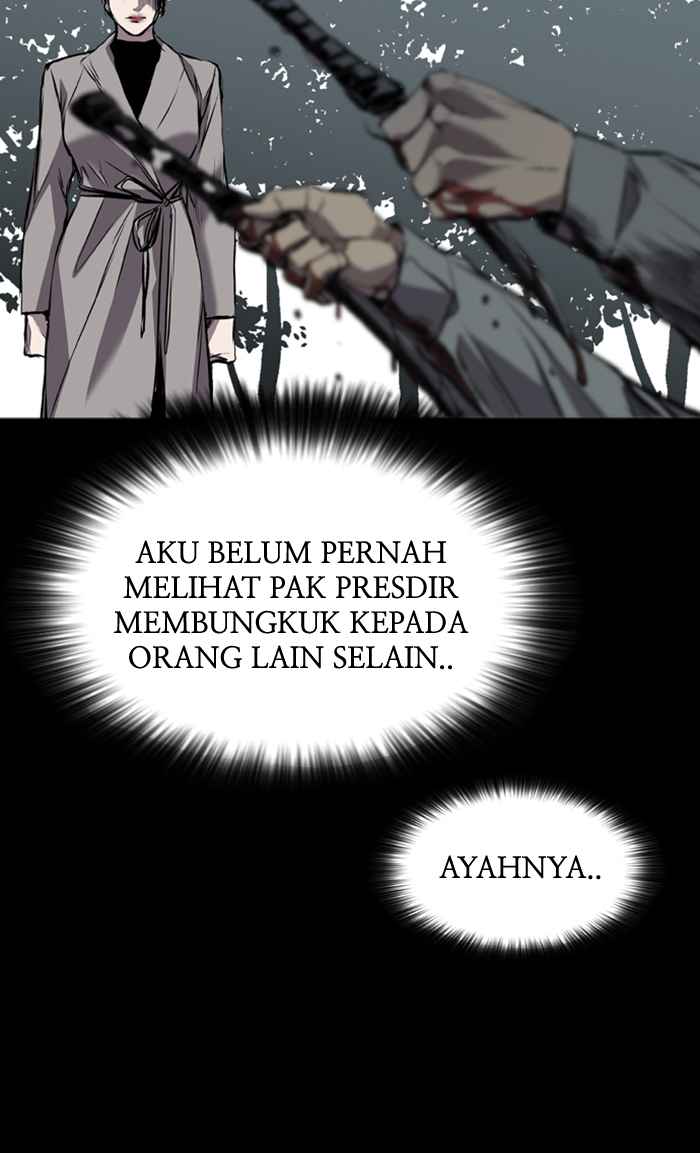 AKU BELUM PERNAH
MELIHAT PAK PRESDIR
MEMBUNGKUK KEPADA
ORANG LAIN SELAIN..
AYAHNYA..